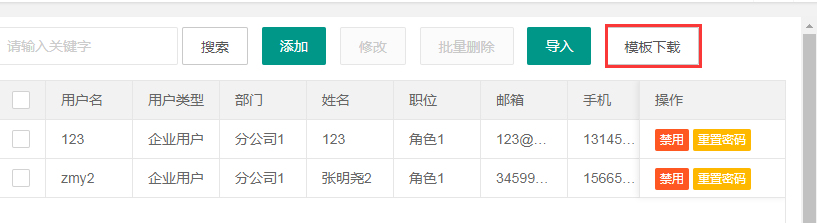 请输入关键字 搜索 添加 修改 批量删除 导入 模板下载
用户名 用户类型 部门 姓名 职位 邮箱 手机 操作
123 企业用户 分公司1 123 角色1 123@... 13145... 禁用 重置密码
zmy2 企业用户 分公司1 张明尧2 角色1 34599... 15665... 禁用 重置密码